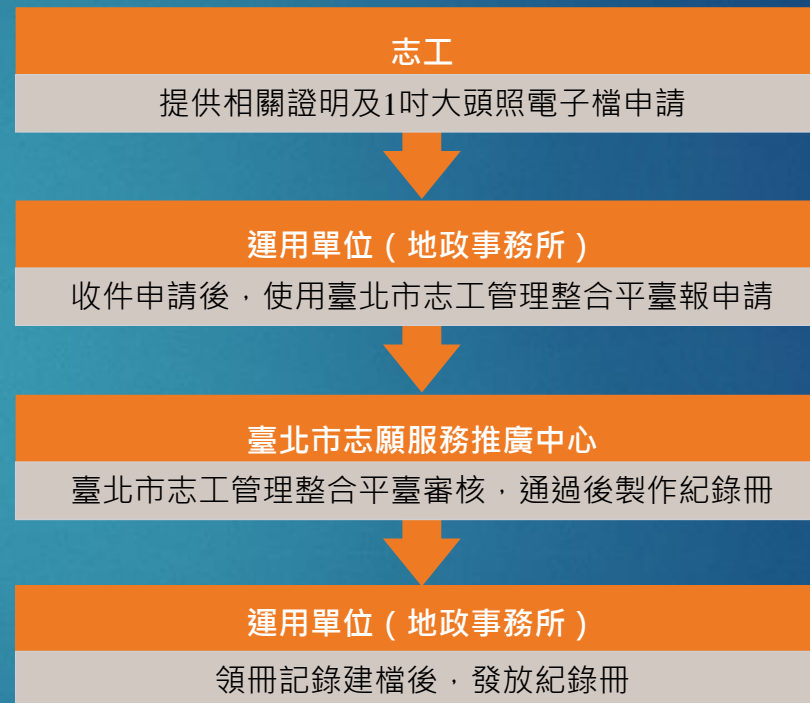 志工
提供相關證明及1吋大頭照電子檔申請
運用單位（地政事務所）
收件申請後，使用臺北市志工管理整合平臺報申請
臺北市志願服務推廣中心
臺北市志工管理整合平臺審核，通過後製作紀錄冊
運用單位（地政事務所）
領冊記錄建檔後，發放紀錄冊